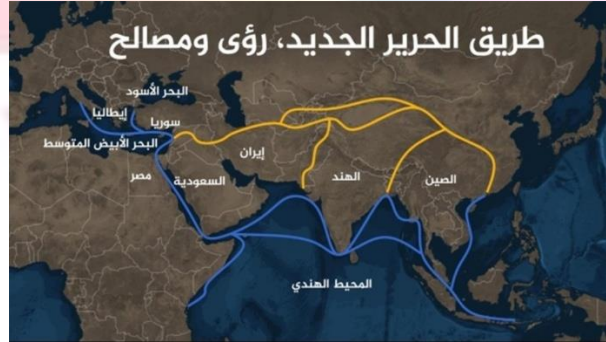 طريق الحرير الجديد، رؤى ومصالح
البحر الأسود
إيطاليا
سوريا
البحر الأبيض المتوسط
إيران
مصر
السعودية
الهند
الصين
المحيط الهندي